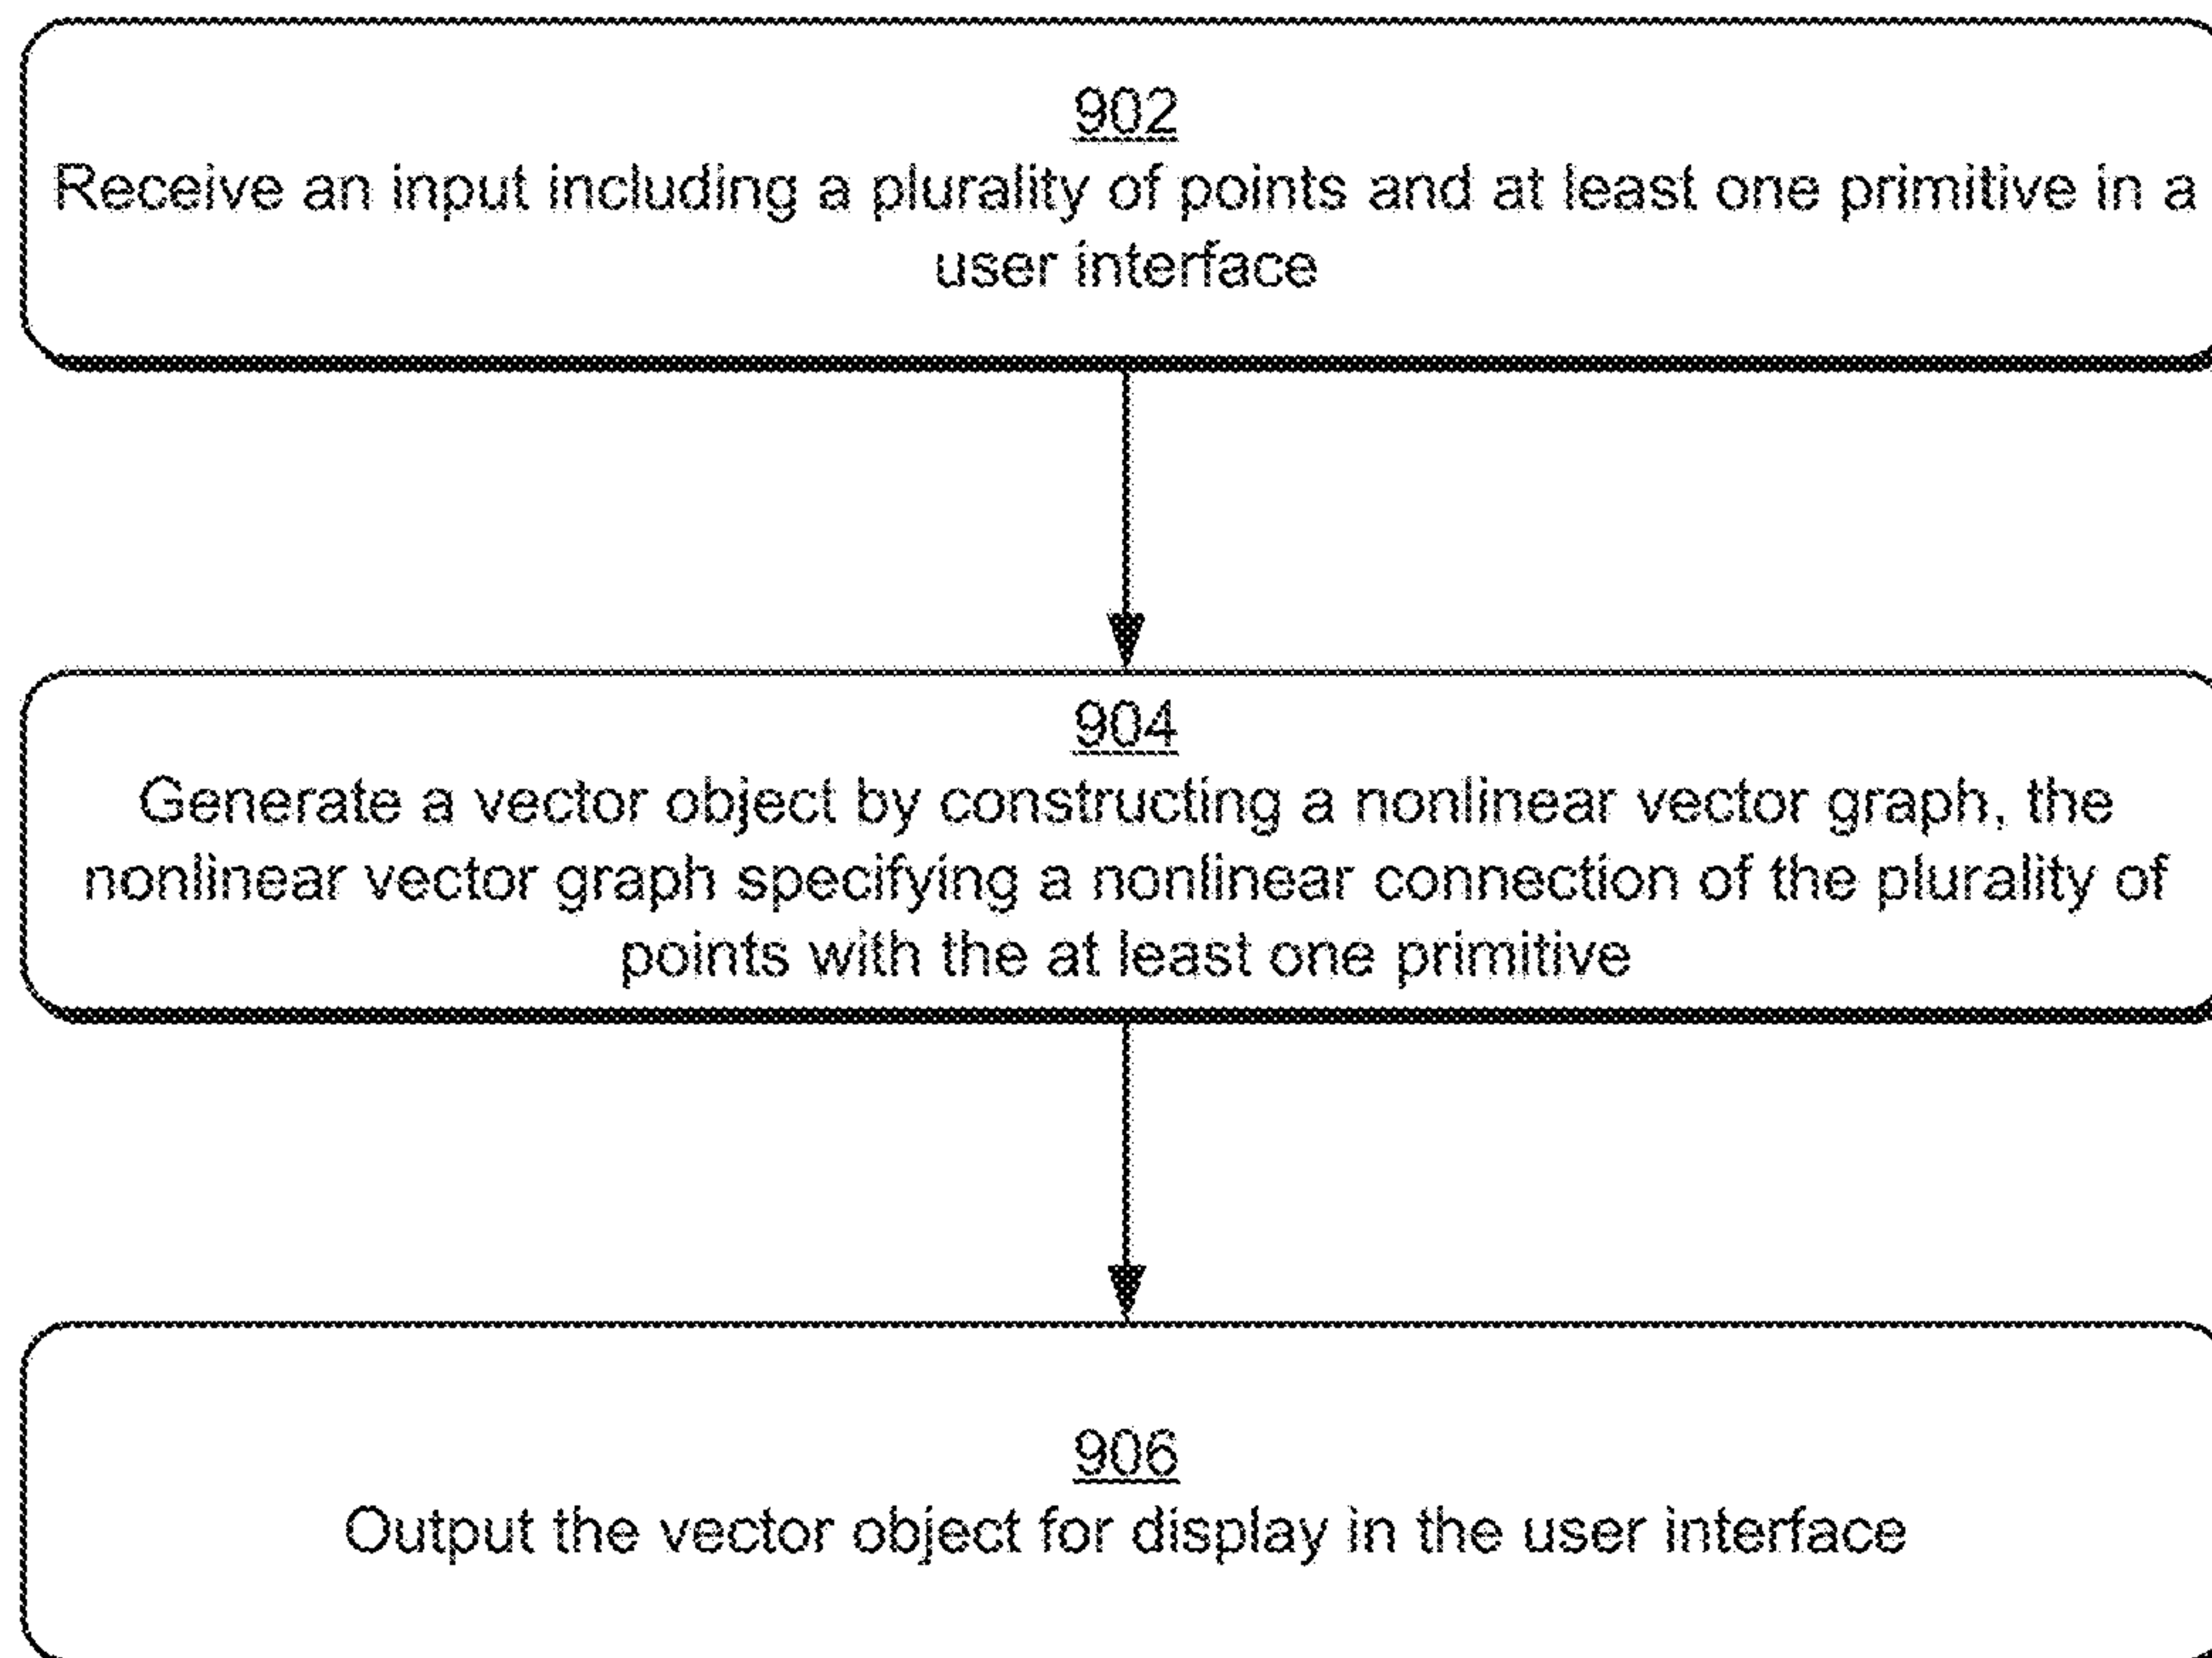 902
Receive an input including a plurality of points and at least one primitive in a
user interface
904
Generate a vector object by constructing a nonlinear vector graph, the
nonlinear vector graph specifying a nonlinear connection of the plurality of
points with the at least one primitive
906
Output the vector object for display in the user interface